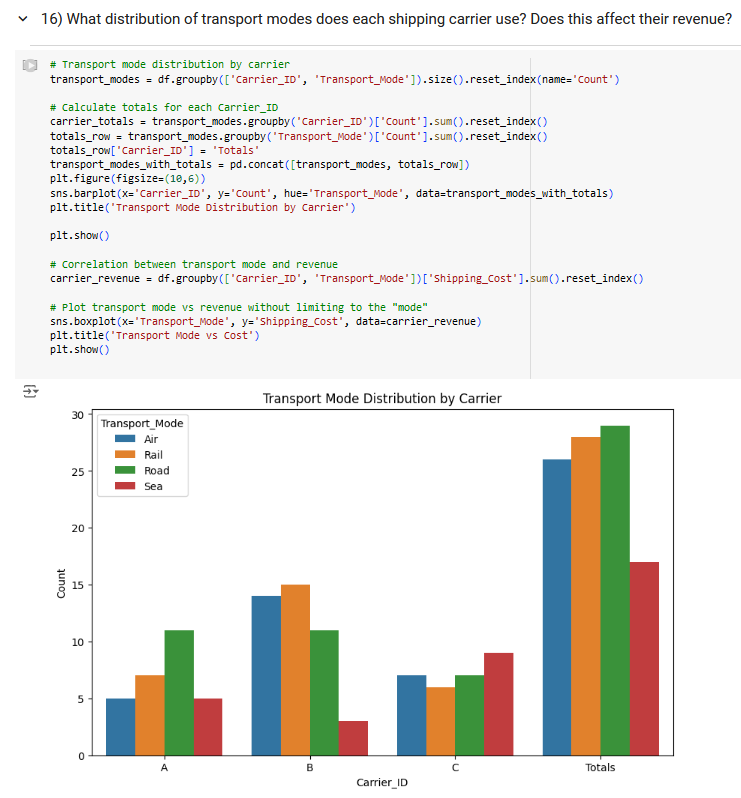 16) What distribution of transport modes does each shipping carrier use? Does this affect their revenue?
# Transport mode distribution by carrier
transport_modes = df.groupby(['Carrier_ID', 'Transport_Mode']).size().reset_index(name='Count')
# Calculate totals for each Carrier_ID
carrier_totals = transport_modes.groupby('Carrier_ID')['Count'].sum().reset_index()
totals_row = transport_modes.groupby('Transport_Mode')['Count'].sum().reset_index()
totals_row['Carrier_ID'] = 'Totals'
transport_modes_with_totals = pd.concat([transport_modes, totals_row])
plt.figure(figsize=(10,6))
sns.barplot(x='Carrier_ID', y='Count', hue='Transport_Mode', data=transport_modes_with_totals)
plt.title('Transport Mode Distribution by Carrier')
plt.show()
# Correlation between transport mode and revenue
carrier_revenue = df.groupby(['Carrier_ID', 'Transport_Mode'])['Shipping_Cost'].sum().reset_index()
# Plot transport mode vs revenue without limiting to the "mode"
sns.boxplot(x='Transport_Mode', y='Shipping_Cost', data=carrier_revenue)
plt.title('Transport Mode vs Cost')
plt.show()
Transport Mode Distribution by Carrier
Transport_Mode
Air
Rail
Road
Sea
30
25
20
15
10
5
0
Count
A
B
C
Totals
Carrier_ID